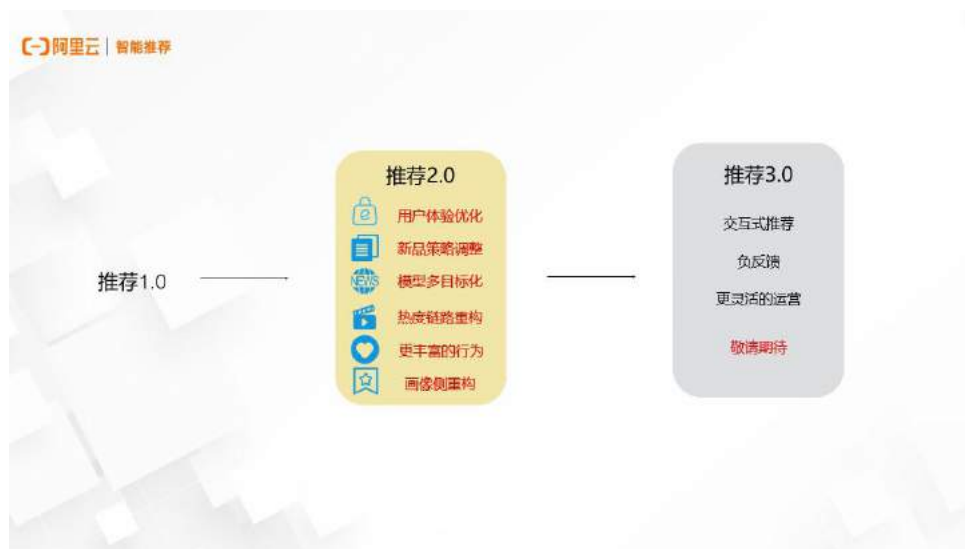 阿里云 | 智能推荐
推荐1.0
推荐2.0
用户体验优化
新品策略调整
NEWS 模型多目标化
热度链路重构
更丰富的行为
画像侧重构
推荐3.0
交互式推荐
负反馈
更灵活的运营
敬请期待